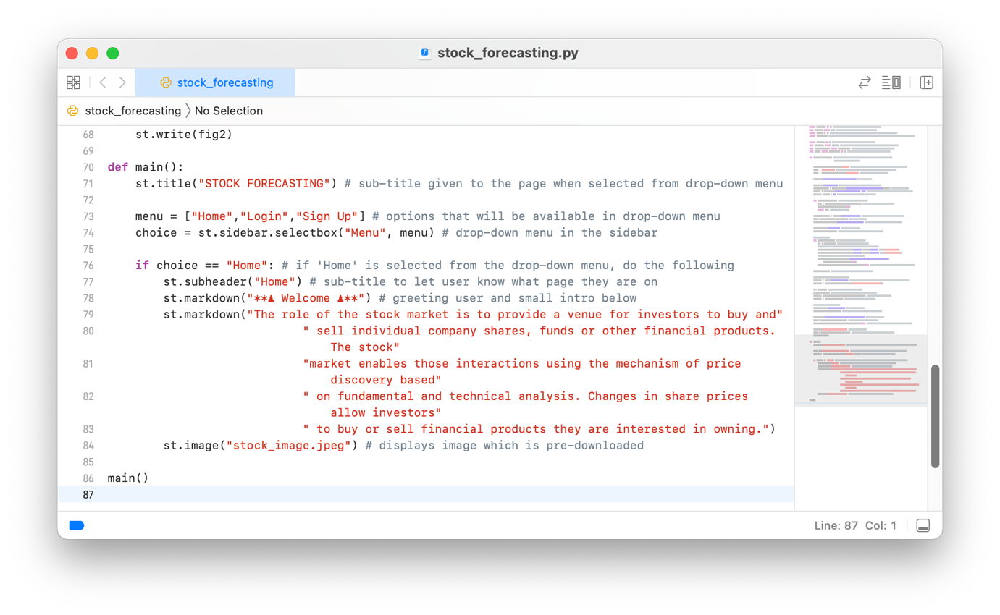 stock_forecasting.py
stock_forecasting
stock_forecasting 〉 No Selection
68 st.write(fig2)
69
70 def main():
71 st.title("STOCK FORECASTING") # sub-title given to the page when selected from drop-down menu
72
73 menu = ["Home","Login","Sign Up"] # options that will be available in drop-down menu
74 choice = st.sidebar.selectbox("Menu", menu) # drop-down menu in the sidebar
75
76 if choice == "Home": # if 'Home' is selected from the drop-down menu, do the following
77 st.subheader("Home") # sub-title to let user know what page they are on
78 st.markdown("**♟ Welcome ♟**") # greeting user and small intro below
79 st.markdown("The role of the stock market is to provide a venue for investors to buy and"
80 " sell individual company shares, funds or other financial products.
The stock"
81 "market enables those interactions using the mechanism of price
discovery based"
82 " on fundamental and technical analysis. Changes in share prices
allow investors"
83 " to buy or sell financial products they are interested in owning.")
84 st.image("stock_image.jpeg") # displays image which is pre-downloaded
85
86 main()
87
Line: 87 Col: 1